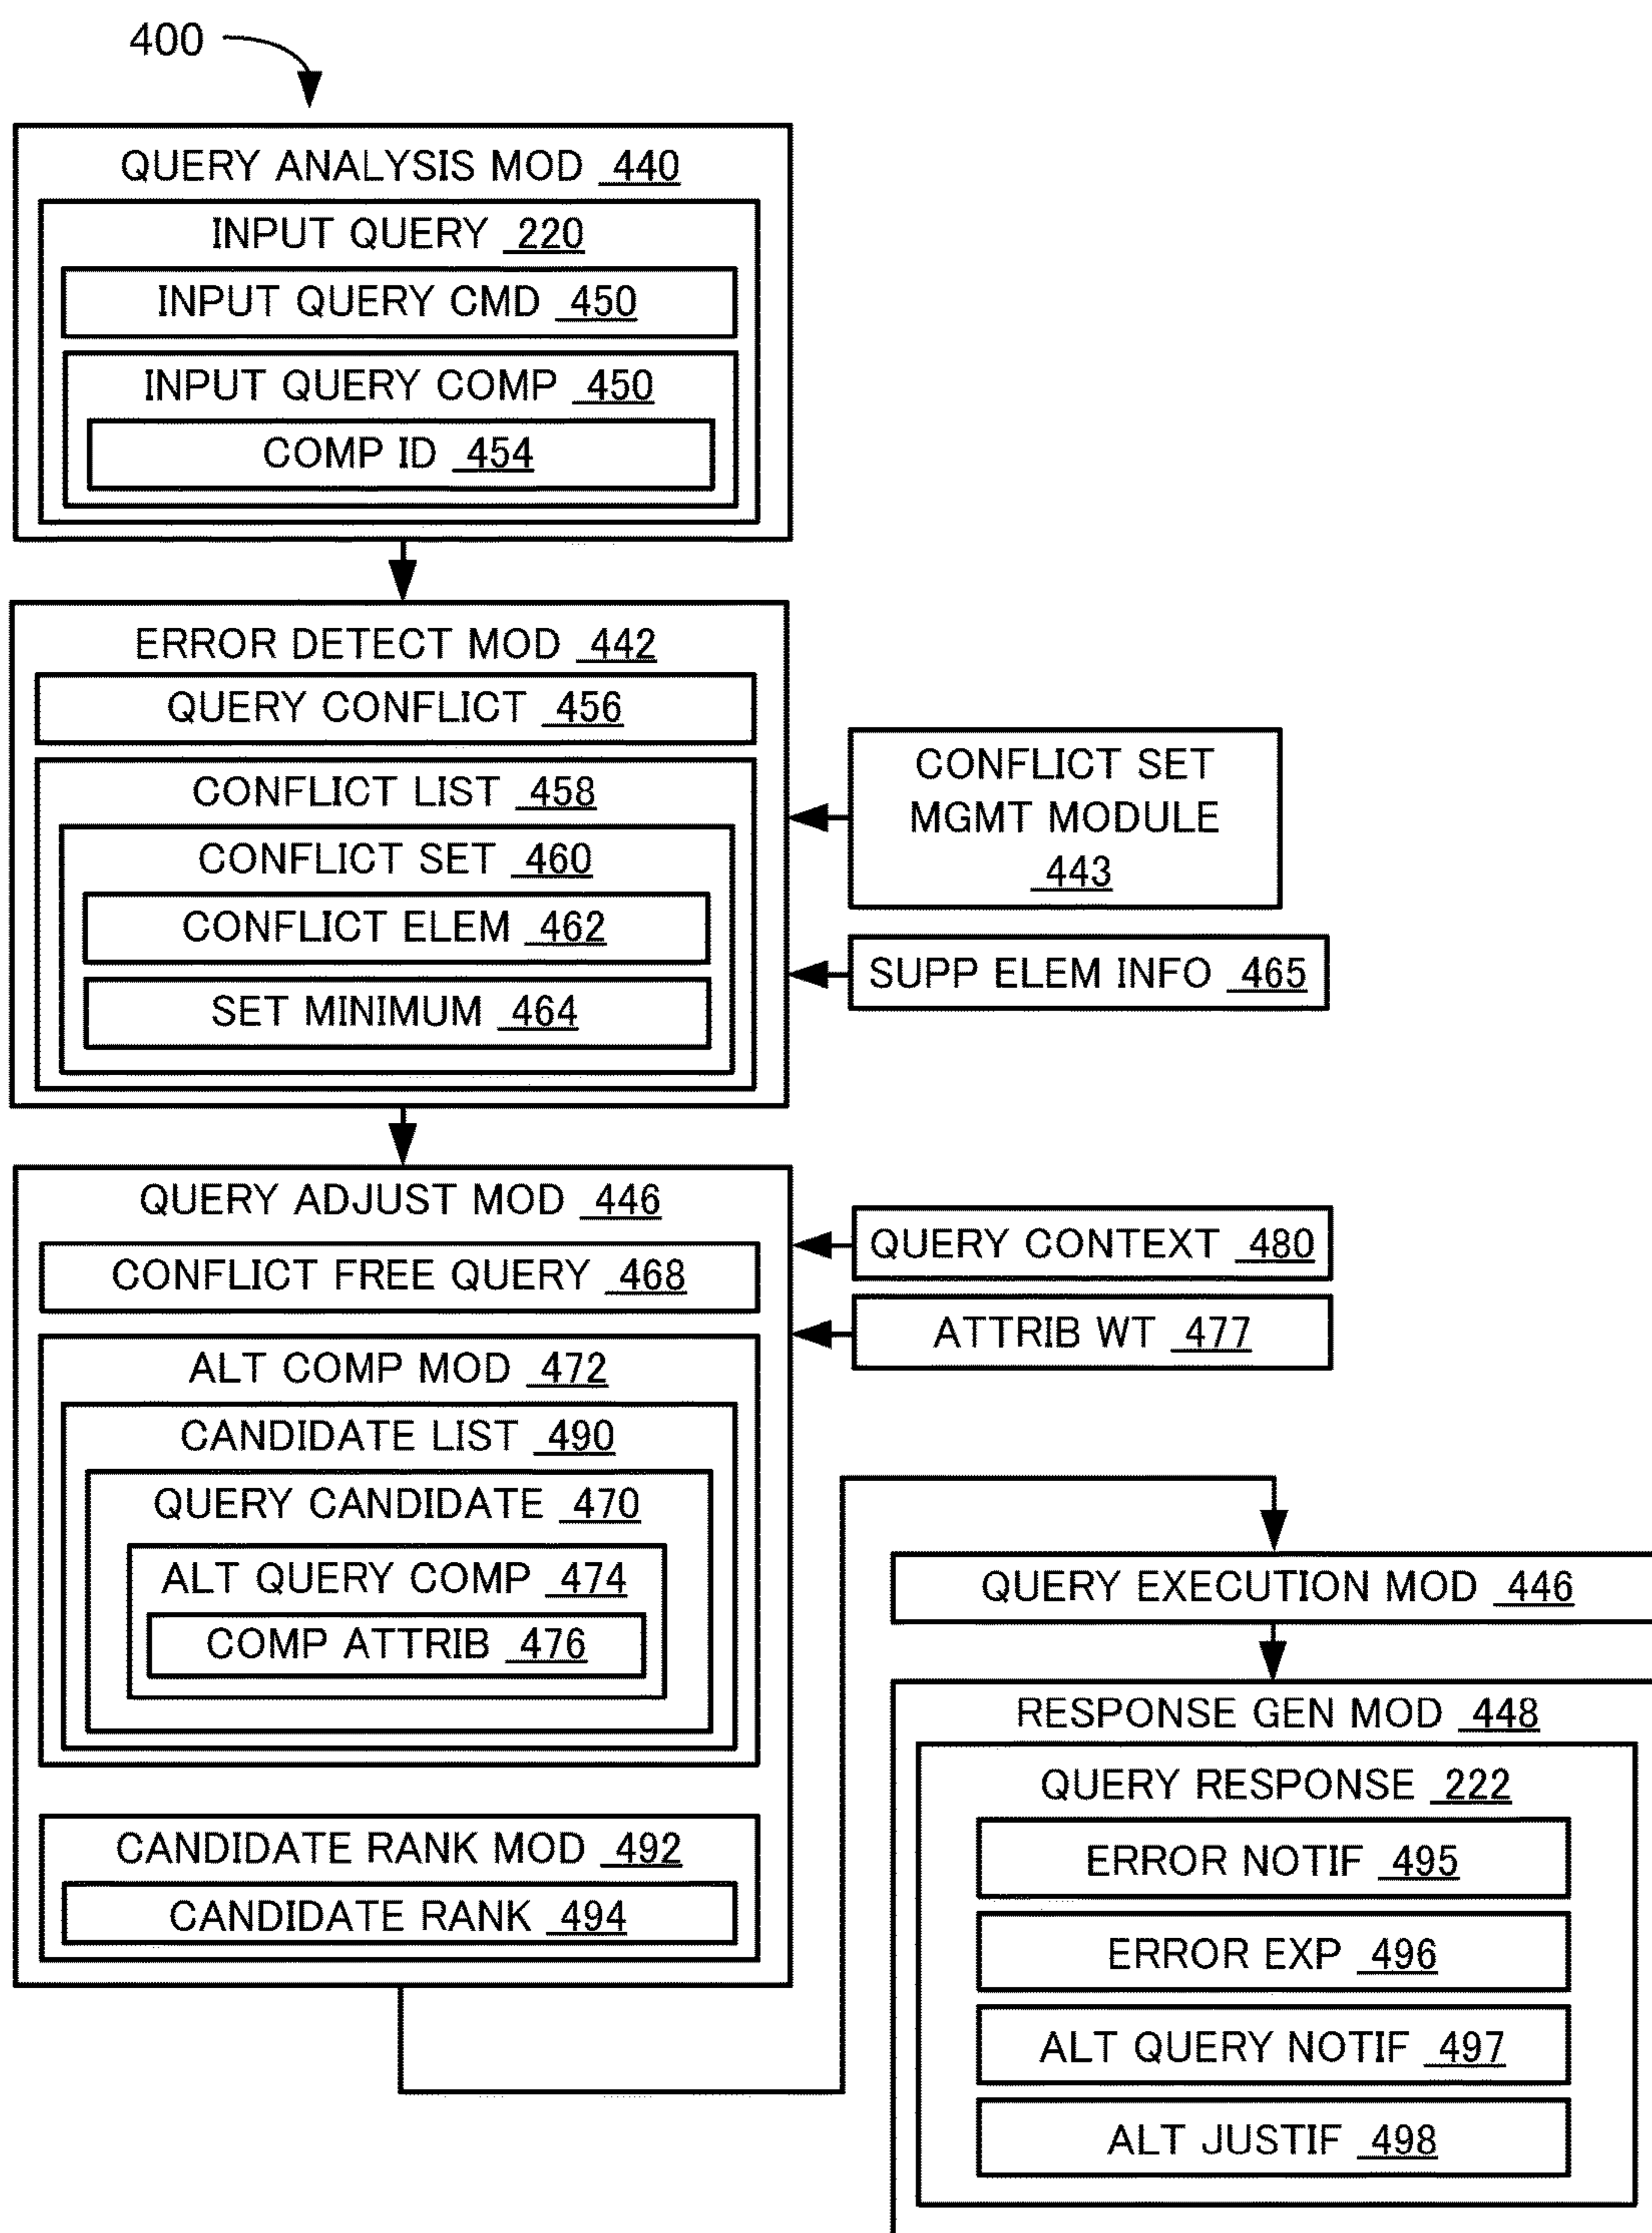 400
QUERY ANALYSIS MOD 440
INPUT QUERY 220
INPUT QUERY CMD 450
INPUT QUERY COMP 450
COMP ID 454
ERROR DETECT MOD 442
QUERY CONFLICT 456
CONFLICT LIST 458
CONFLICT SET 460
CONFLICT ELEM 462
SET MINIMUM 464
CONFLICT SET
MGMT MODULE
443
SUPP ELEM INFO 465
QUERY ADJUST MOD 446
CONFLICT FREE QUERY 468
ALT COMP MOD 472
CANDIDATE LIST 490
QUERY CANDIDATE 470
ALT QUERY COMP 474
COMP ATTRIB 476
CANDIDATE RANK MOD 492
CANDIDATE RANK 494
QUERY CONTEXT 480
ATTRIB WT 477
QUERY EXECUTION MOD 446
RESPONSE GEN MOD 448
QUERY RESPONSE 222
ERROR NOTIF 495
ERROR EXP 496
ALT QUERY NOTIF 497
ALT JUSTIF 498